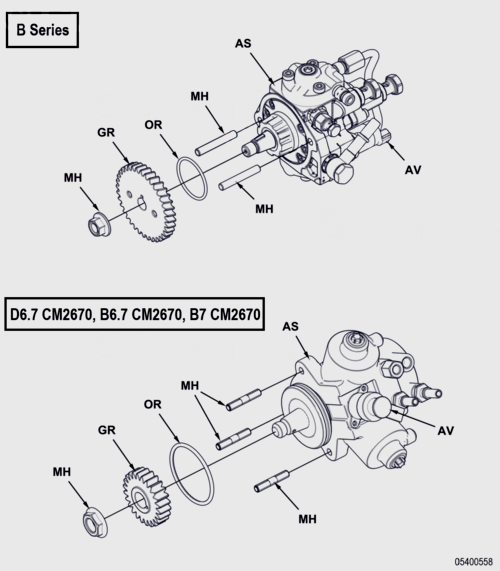 B Series
AS
MH
OR
GR
MH
AV
MH
D6.7 CM2670, B6.7 CM2670, B7 CM2670
AS
MH
OR
GR
AV
MH
MH
05400558